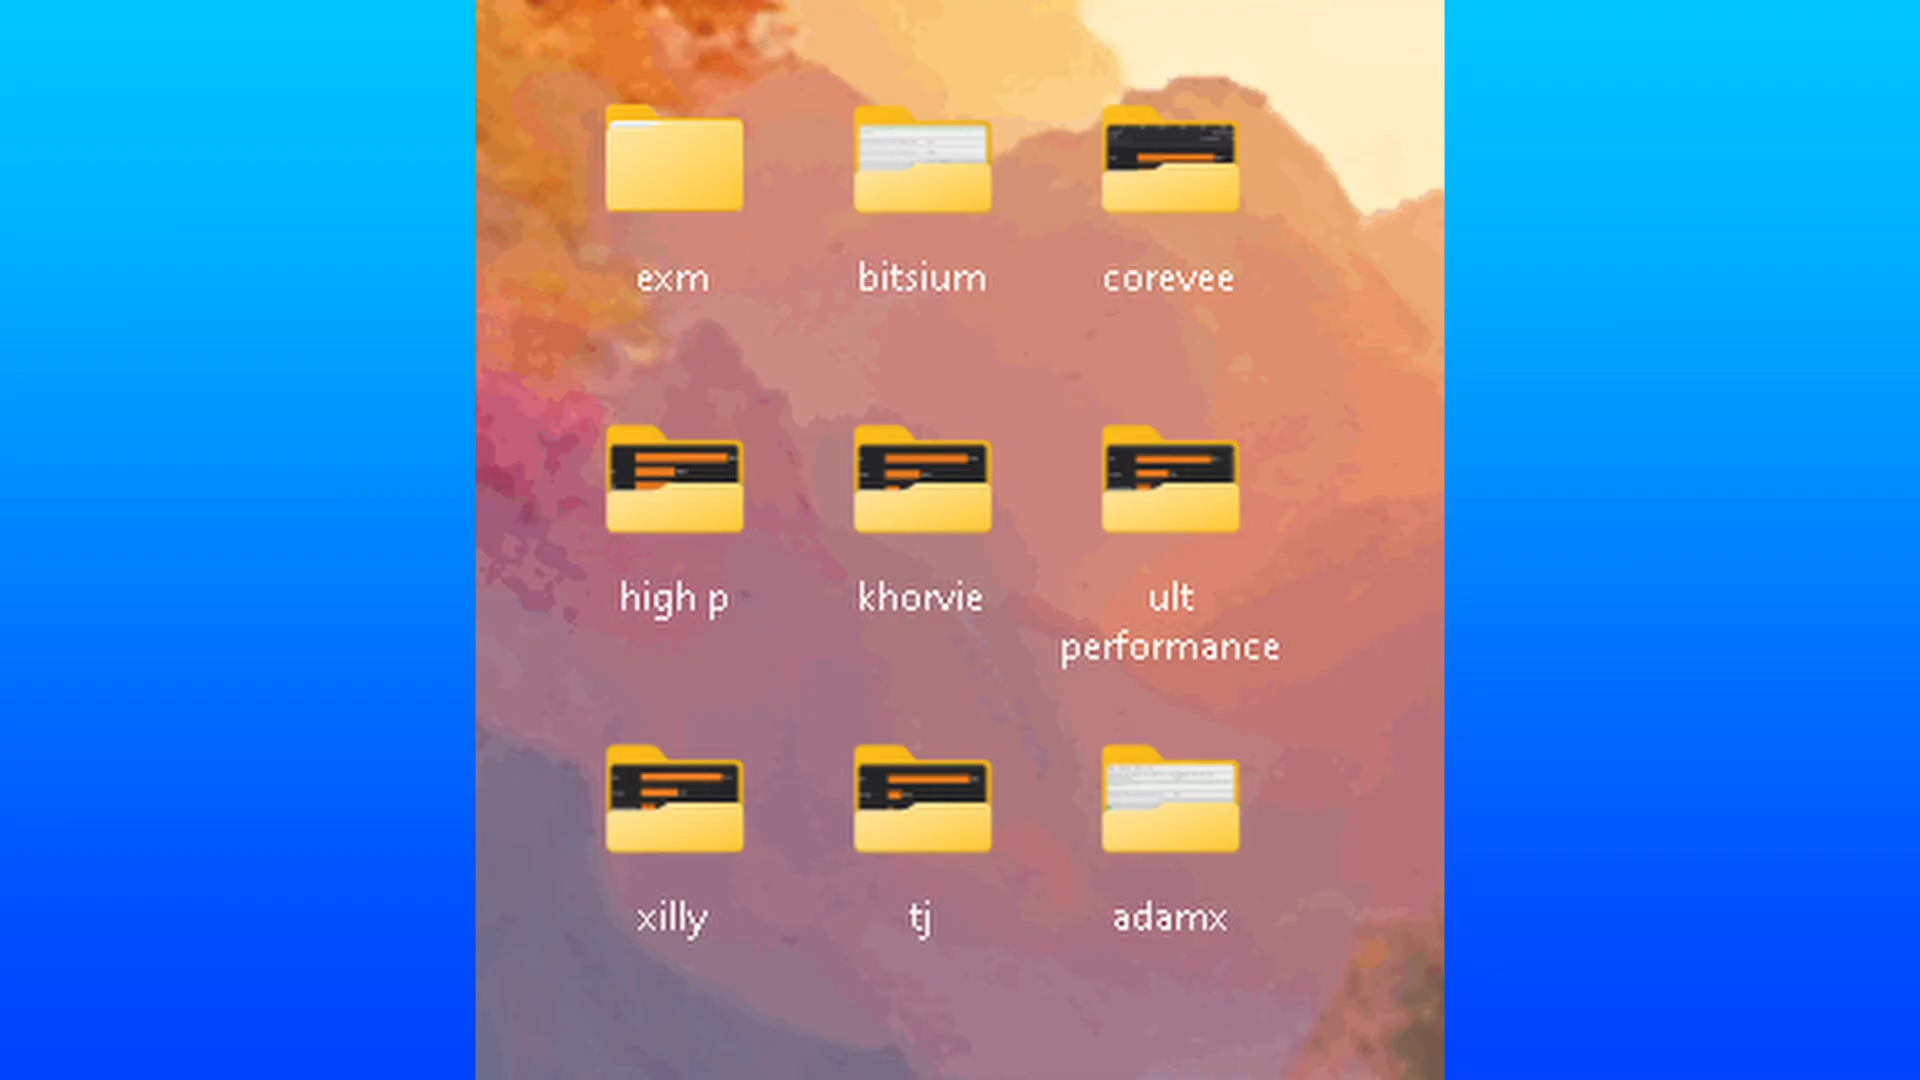 exm
bitsium
corevee
high p
khorvie
ult
performance
xilly
tj
adamx